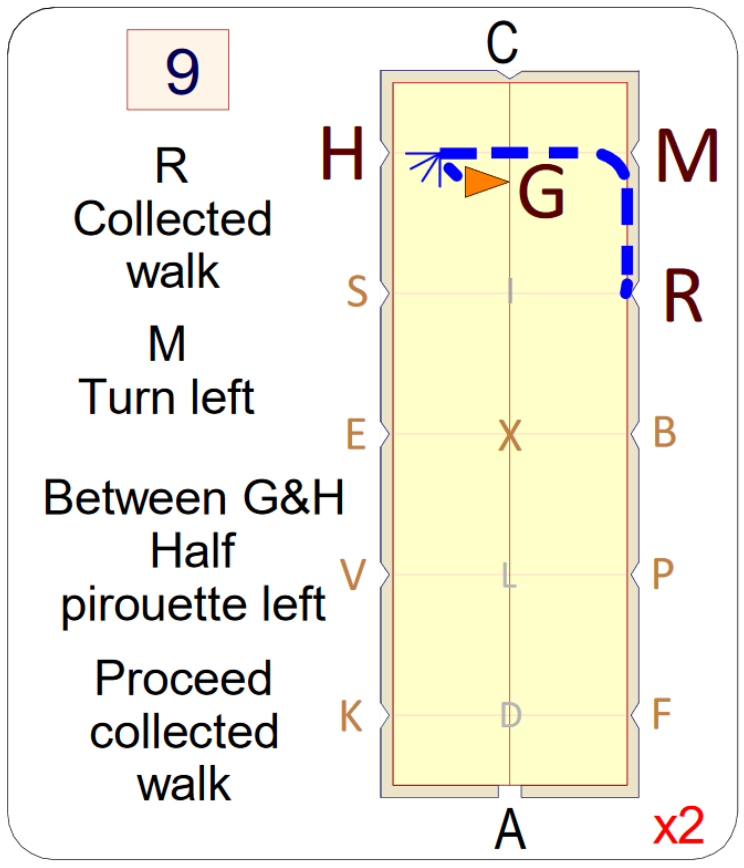 9
R
Collected
walk
M
Turn left
Between G&H
Half
pirouette left
Proceed
collected
walk
C
H
M
G
S
I
R
E
X
B
V
L
P
K
D
F
A
x2